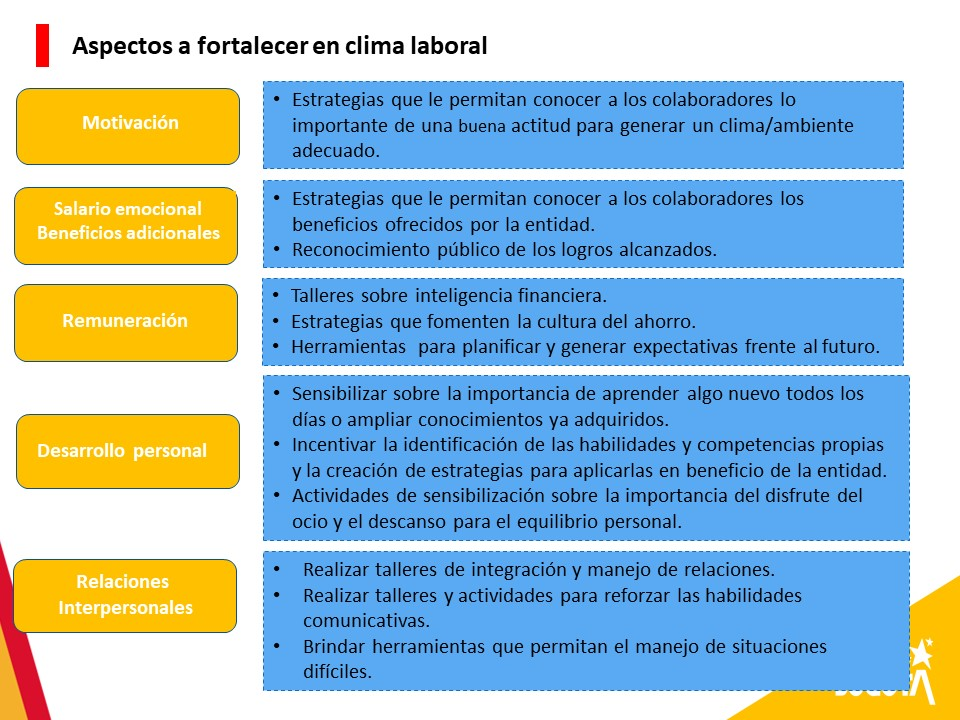 Aspectos a fortalecer en clima laboral
Motivación
• Estrategias que le permitan conocer a los colaboradores lo
importante de una buena actitud para generar un clima/ambiente
adecuado.
Salario emocional
Beneficios adicionales
• Estrategias que le permitan conocer a los colaboradores los
beneficios ofrecidos por la entidad.
• Reconocimiento público de los logros alcanzados.
Remuneración
• Talleres sobre inteligencia financiera.
• Estrategias que fomenten la cultura del ahorro.
• Herramientas para planificar y generar expectativas frente al futuro.
Desarrollo personal
• Sensibilizar sobre la importancia de aprender algo nuevo todos los
días o ampliar conocimientos ya adquiridos.
• Incentivar la identificación de las habilidades y competencias propias
y la creación de estrategias para aplicarlas en beneficio de la entidad.
• Actividades de sensibilización sobre la importancia del disfrute del
ocio y el descanso para el equilibrio personal.
Relaciones
Interpersonales
• Realizar talleres de integración y manejo de relaciones.
• Realizar talleres y actividades para reforzar las habilidades
comunicativas.
• Brindar herramientas que permitan el manejo de situaciones
difíciles.